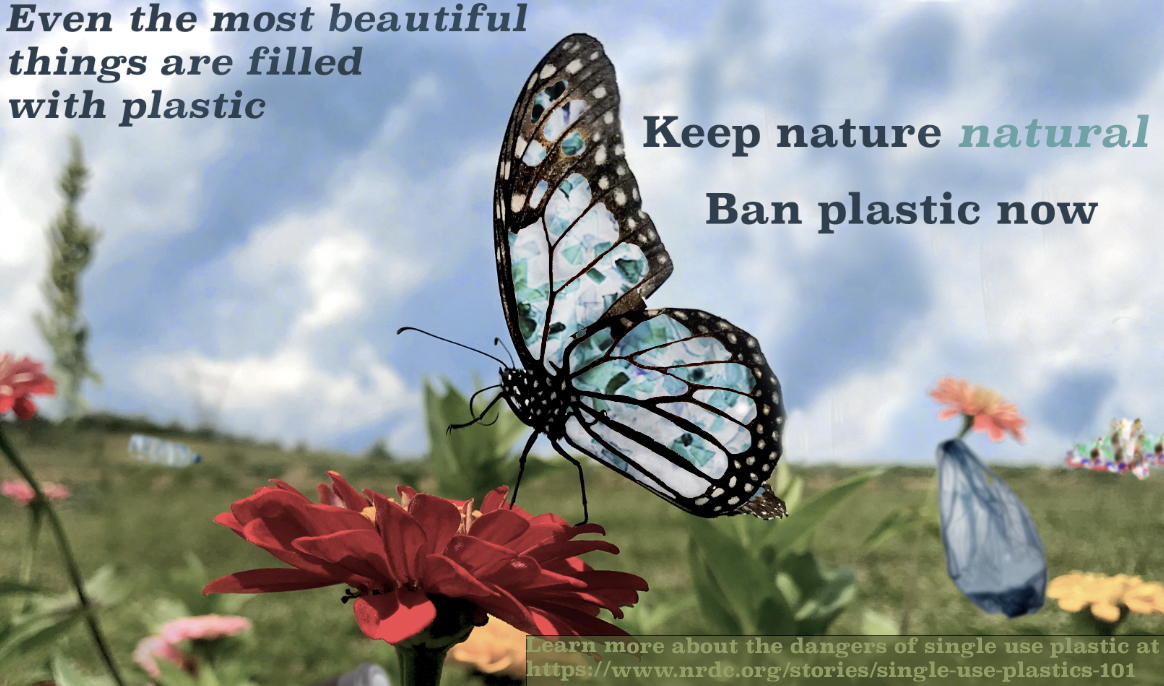 Even the most beautiful
things are filled
with plastic
Keep nature natural
Ban plastic now
Learn more about the dangers of single use plastic at
https://www.nrdc.org/stories/single-use-plastics-101